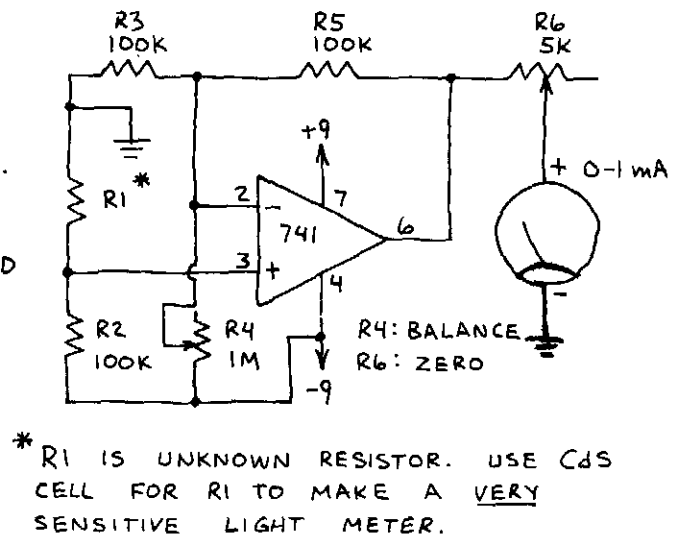 R3
100K
R5
100K
R6
5K
+9
+ 0-1 mA
R1 *
2 -
7
741
6
3 +
4
D
R2
100K
R4
1M
R4: BALANCE
R6: ZERO
-
-9
* R1 IS UNKNOWN RESISTOR. USE CdS
CELL FOR R1 TO MAKE A VERY
SENSITIVE LIGHT METER.